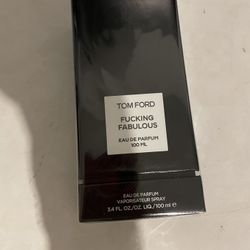 TOM FORD
FUCKING
FABULOUS
EAU DE PARFUM
100 ML
EAU DE PARFUM
VAPORISATEUR SPRAY
3.4 FL. OZ./OZ. LIQ./100 ml ℮